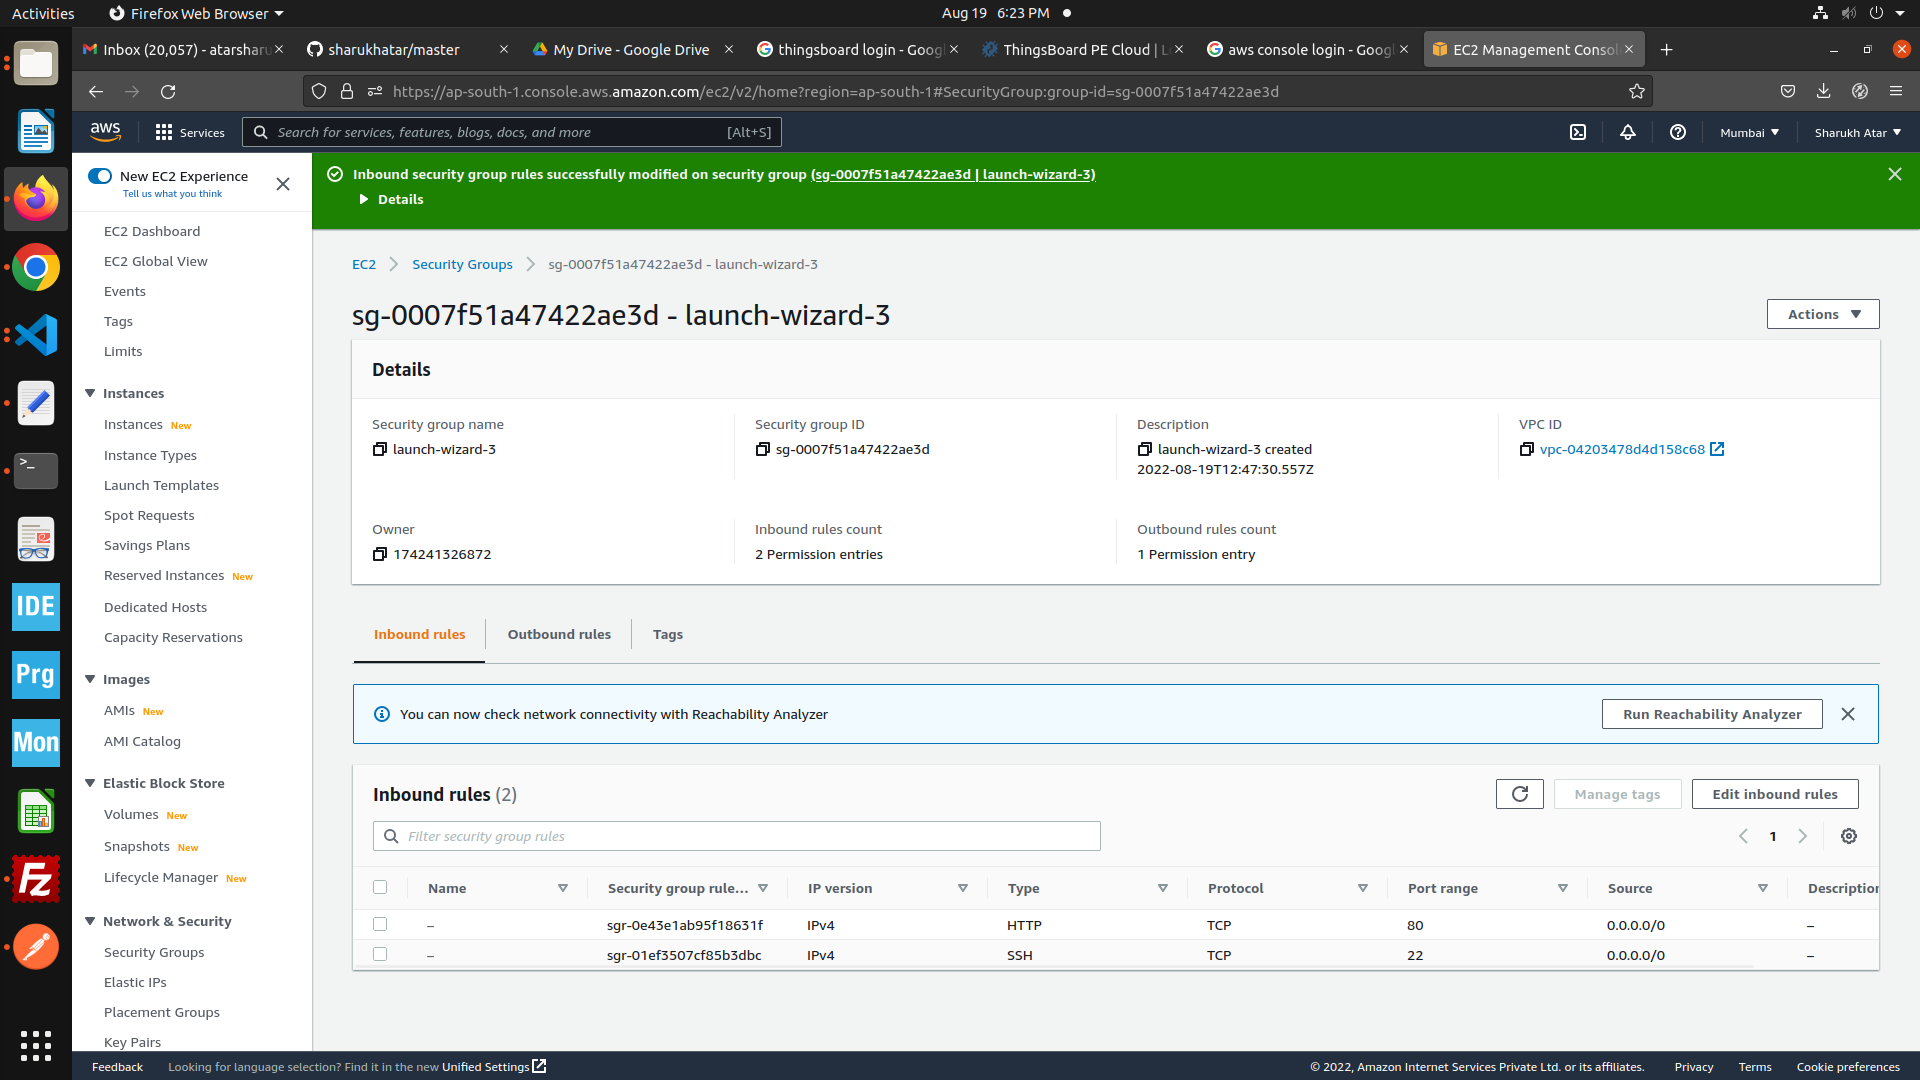 Activities
Firefox Web Browser
Aug 19 6:23 PM
Inbox (20,057) - atarsharu
sharukhatar/master
My Drive - Google Drive
thingsboard login - Googl
ThingsBoard PE Cloud | Lo
aws console login - Googl
EC2 Management Consol
https://ap-south-1.console.aws.amazon.com/ec2/v2/home?region=ap-south-1#SecurityGroup:group-id=sg-0007f51a47422ae3d
aws
Services
Search for services, features, blogs, docs, and more
[Alt+S]
Mumbai
Sharukh Atar
New EC2 Experience
Tell us what you think
EC2 Dashboard
EC2 Global View
Events
Tags
Limits
Instances
Instances New
Instance Types
Launch Templates
Spot Requests
Savings Plans
Reserved Instances New
Dedicated Hosts
Capacity Reservations
Images
AMIs New
AMI Catalog
Elastic Block Store
Volumes New
Snapshots New
Lifecycle Manager New
Network & Security
Security Groups
Elastic IPs
Placement Groups
Key Pairs
IDE
Prg
Mon
Fz
Inbound security group rules successfully modified on security group (sg-0007f51a47422ae3d | launch-wizard-3)
Details
EC2
Security Groups
sg-0007f51a47422ae3d - launch-wizard-3
sg-0007f51a47422ae3d - launch-wizard-3
Actions
Details
Security group name
launch-wizard-3
Security group ID
sg-0007f51a47422ae3d
Description
launch-wizard-3 created
2022-08-19T12:47:30.557Z
VPC ID
vpc-04203478d4d158c68
Owner
174241326872
Inbound rules count
2 Permission entries
Outbound rules count
1 Permission entry
Inbound rules
Outbound rules
Tags
You can now check network connectivity with Reachability Analyzer
Run Reachability Analyzer
Inbound rules (2)
Manage tags
Edit inbound rules
Filter security group rules
1
Name Security group rule... IP version Type Protocol Port range Source Description
– sgr-0e43e1ab95f18631f IPv4 HTTP TCP 80 0.0.0.0/0 –
– sgr-01ef3507cf85b3dbc IPv4 SSH TCP 22 0.0.0.0/0 –
Feedback
Looking for language selection? Find it in the new Unified Settings
© 2022, Amazon Internet Services Private Ltd. or its affiliates.
Privacy
Terms
Cookie preferences